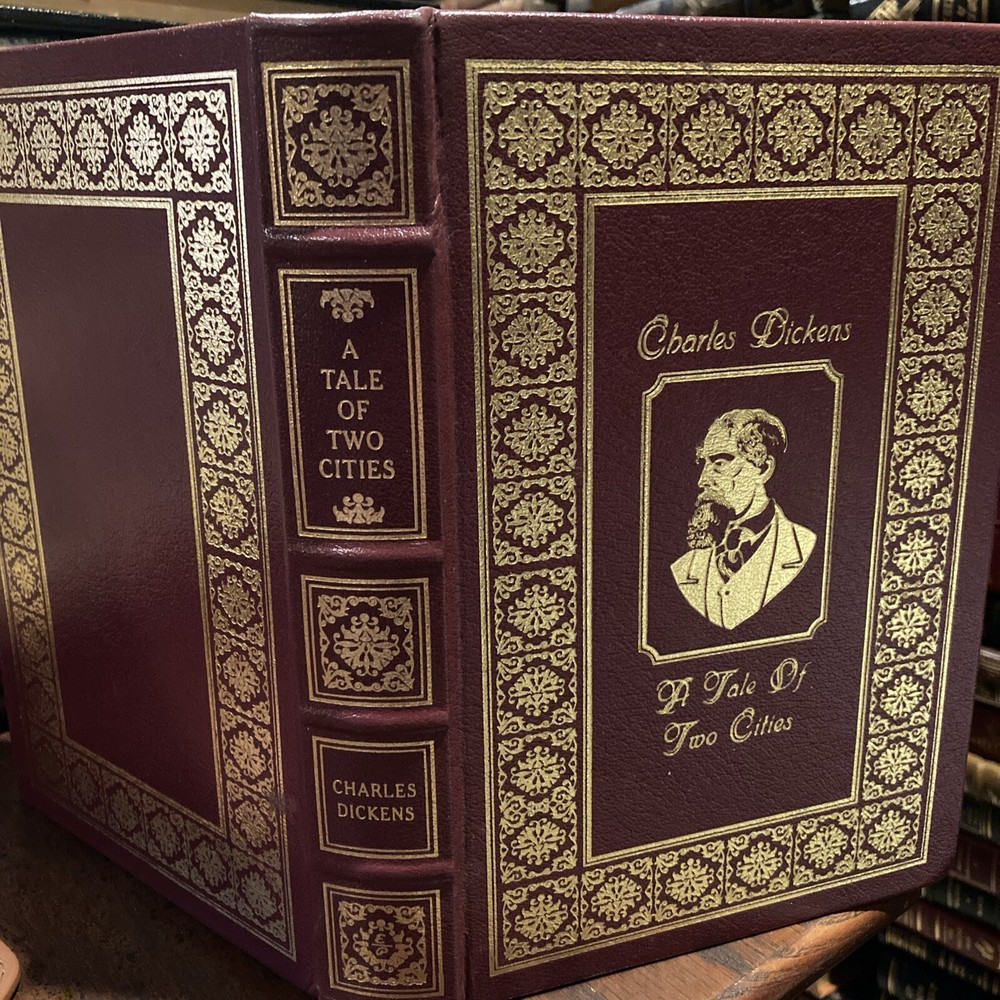 A
TALE
OF
TWO
CITIES
CHARLES
DICKENS
Charles Dickens
A Tale Of
Two Cities